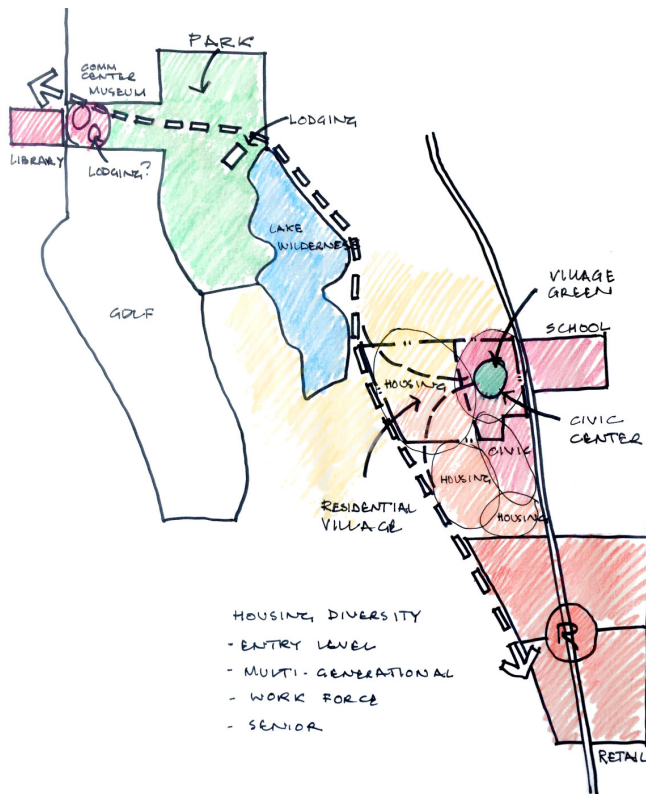 PARK
COMM
CENTER
MUSEUM
LODGING
LIBRARY
LODGING?
LAKE
WILDERNESS
GOLF
VILLAGE
GREEN
SCHOOL
HOUSING
CIVIC
CENTER
CIVIC
HOUSING
RESIDENTIAL
VILLAGE
HOUSING
HOUSING DIVERSITY
- ENTRY LEVEL
- MULTI-GENERATIONAL
- WORK FORCE
- SENIOR
R
RETAIL